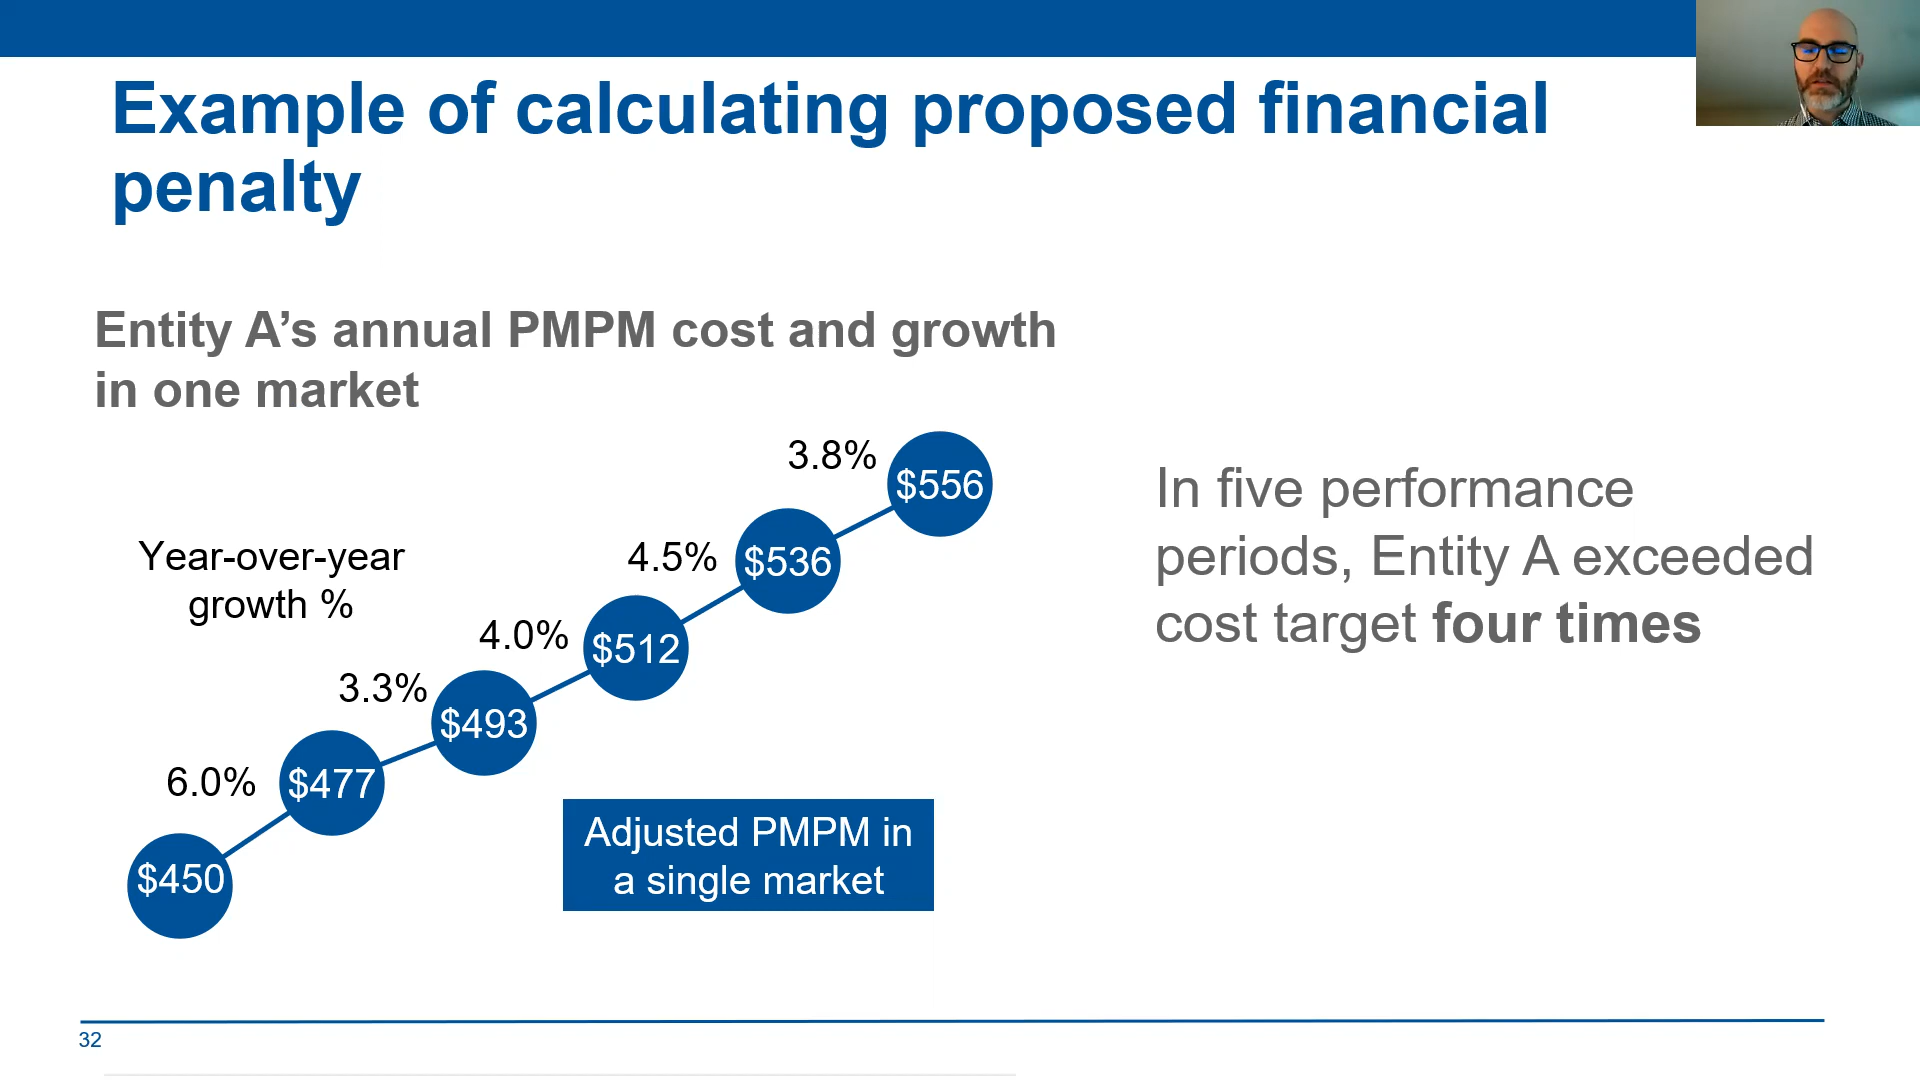 Example of calculating proposed financial
penalty
Entity A’s annual PMPM cost and growth
in one market
3.8%
$556
4.5%
$536
Year-over-year
growth %
4.0%
$512
3.3%
$493
6.0%
$477
$450
Adjusted PMPM in
a single market
In five performance
periods, Entity A exceeded
cost target four times
32